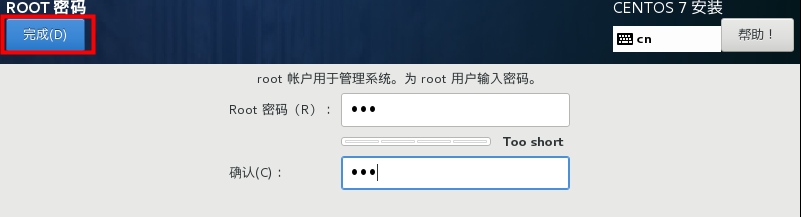 ROOT 密码
CENTOS 7 安装
完成(D)
cn
帮助！
root 帐户用于管理系统。为 root 用户输入密码。
Root 密码（R）：
•••
Too short
确认(C)：
•••